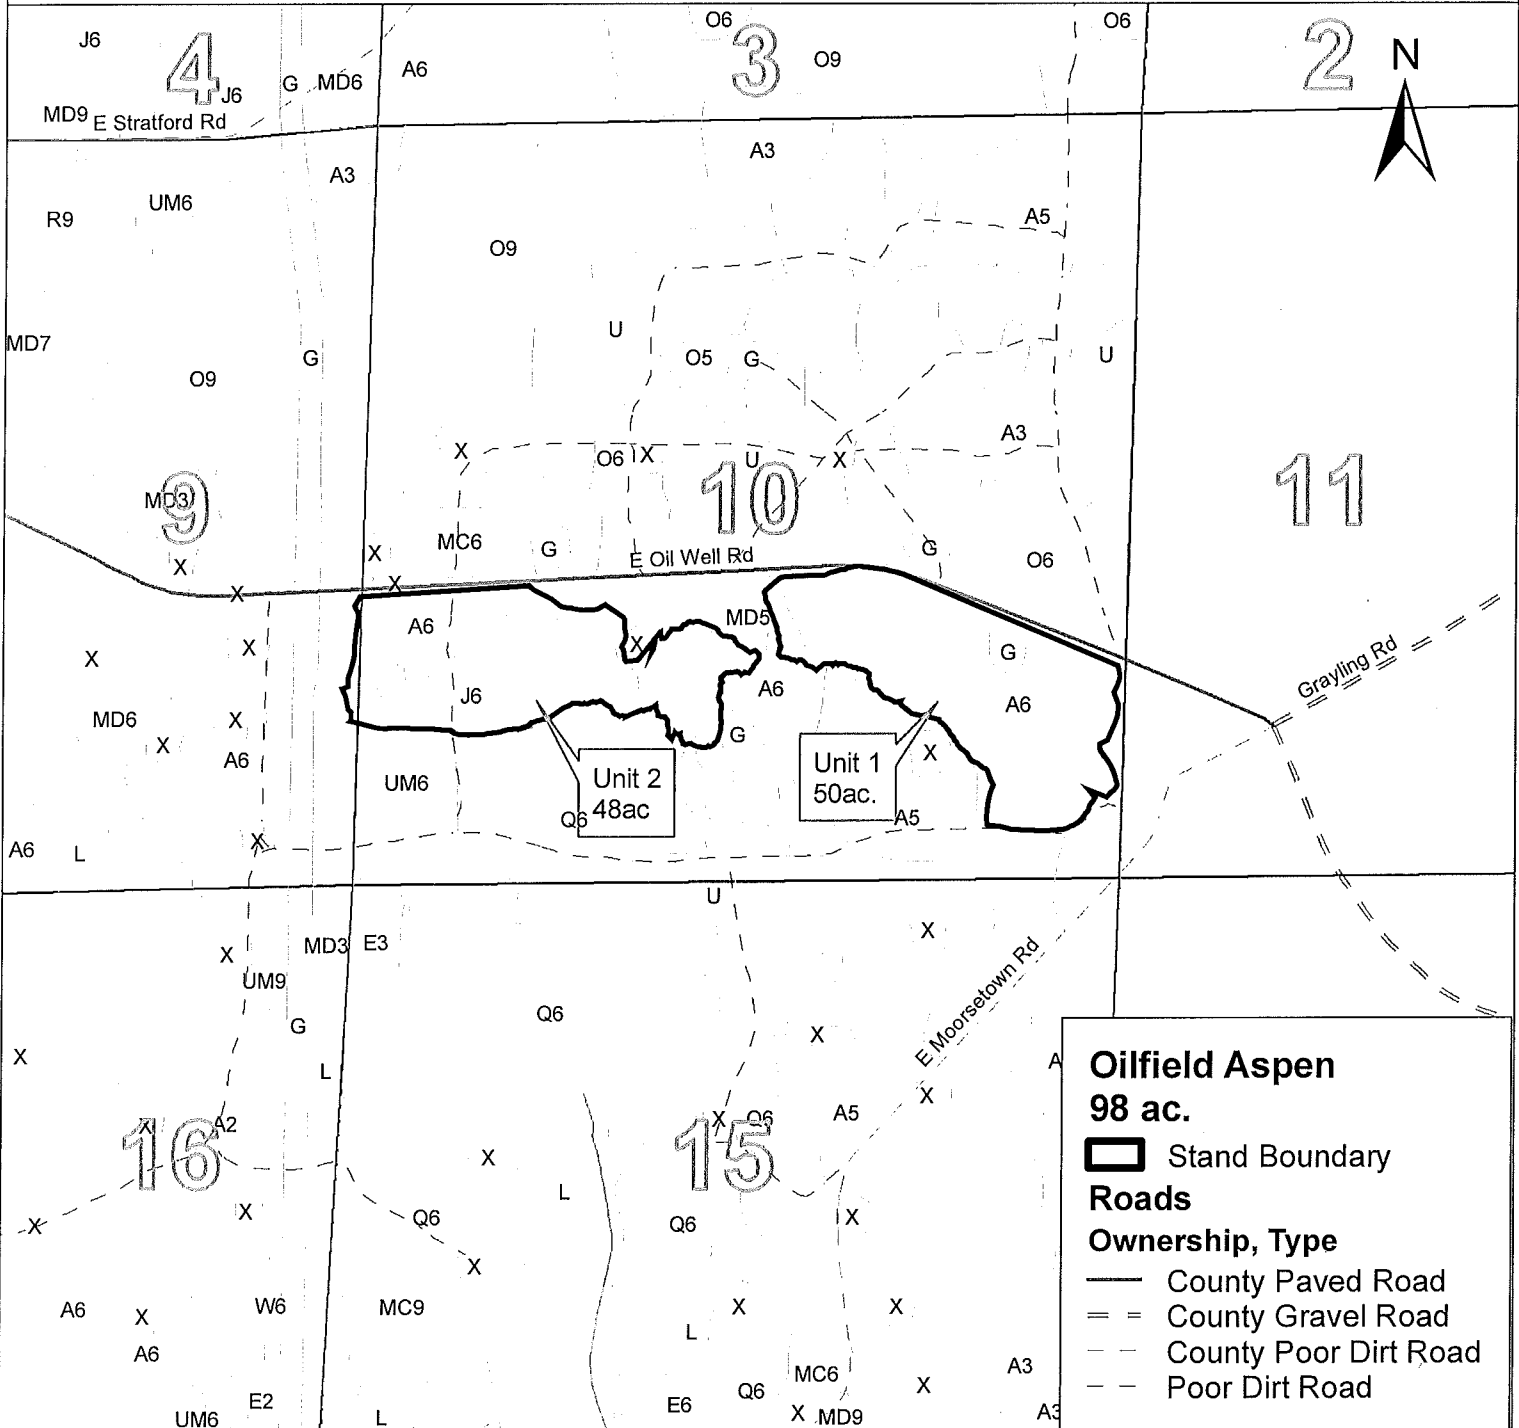 O6
O6
J6
4
3
2
N
O9
A6
G
MD6
J6
MD9
E Stratford Rd
A3
A3
UM6
R9
A5
O9
U
MD7
O5
G
U
G
O9
A3
X
O6
X
U
X
MD3
9
10
11
MC6
G
G
X
E Oil Well Rd
O6
X
X
X
A6
MD5
X
X
G
X
Grayling Rd
A6
J6
A6
MD6
X
G
X
X
A6
Unit 1
50ac.
Unit 2
48ac
UM6
Q6
A5
X
A6
L
U
X
MD3
E3
X
UM9
E Moorsetown Rd
Q6
G
X
X
A
L
X
X
A2
X
Q6
A5
16
15
X
L
X
Q6
Q6
X
X
X
A6
X
W6
MC9
X
X
L
A6
A3
MC6
X
Q6
E2
E6
A3
X
MD9
UM6
L
Oilfield Aspen
98 ac.
Stand Boundary
Roads
Ownership, Type
County Paved Road
County Gravel Road
County Poor Dirt Road
Poor Dirt Road